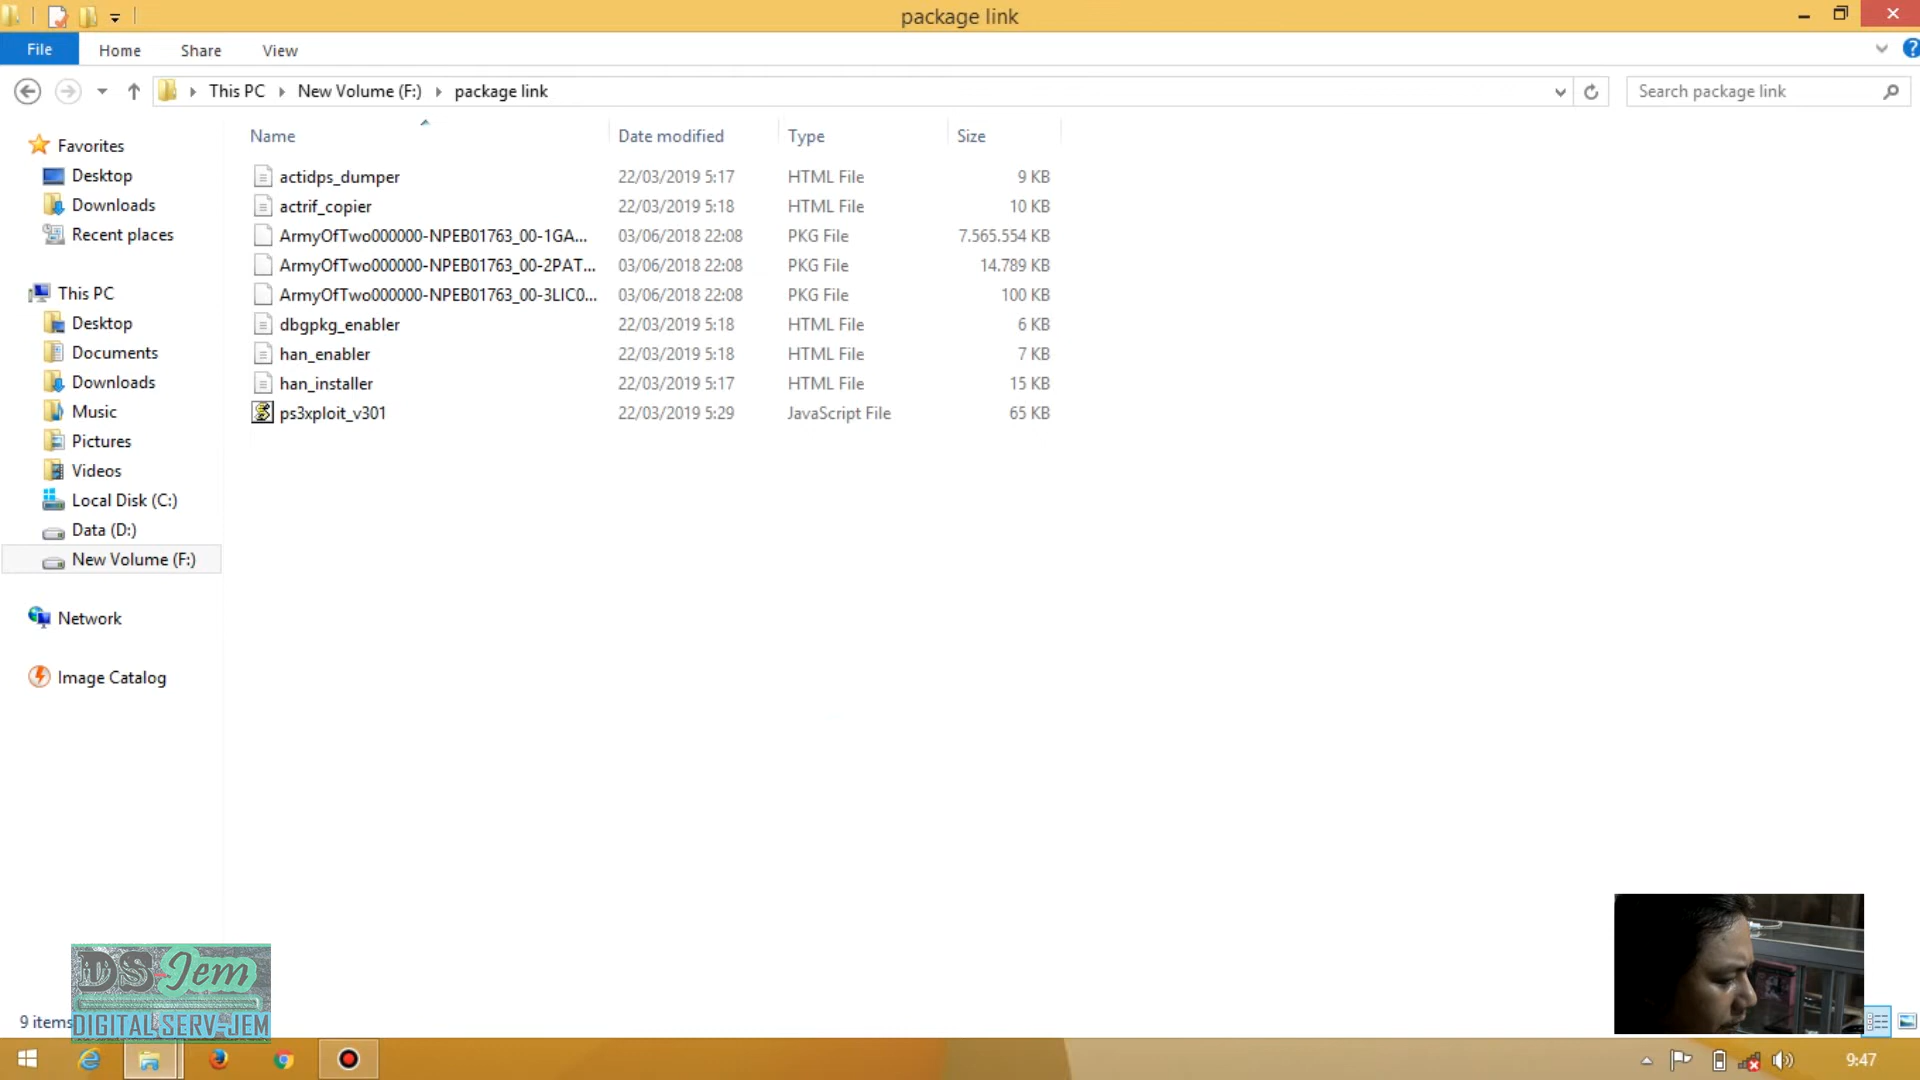 package link
File Home Share View
This PC New Volume (F:) package link
Search package link
Name Date modified Type Size
Favorites
Desktop
Downloads
Recent places
This PC
Desktop
Documents
Downloads
Music
Pictures
Videos
Local Disk (C:)
Data (D:)
New Volume (F:)
Network
Image Catalog
actidps_dumper 22/03/2019 5:17 HTML File 9 KB
actrif_copier 22/03/2019 5:18 HTML File 10 KB
ArmyOfTwo000000-NPEB01763_00-1GA... 03/06/2018 22:08 PKG File 7.565.554 KB
ArmyOfTwo000000-NPEB01763_00-2PAT... 03/06/2018 22:08 PKG File 14.789 KB
ArmyOfTwo000000-NPEB01763_00-3LIC0... 03/06/2018 22:08 PKG File 100 KB
dbgpkg_enabler 22/03/2019 5:18 HTML File 6 KB
han_enabler 22/03/2019 5:18 HTML File 7 KB
han_installer 22/03/2019 5:17 HTML File 15 KB
ps3xploit_v301 22/03/2019 5:29 JavaScript File 65 KB
DS-Jem
DIGITAL SERV-JEM
9 items
9:47